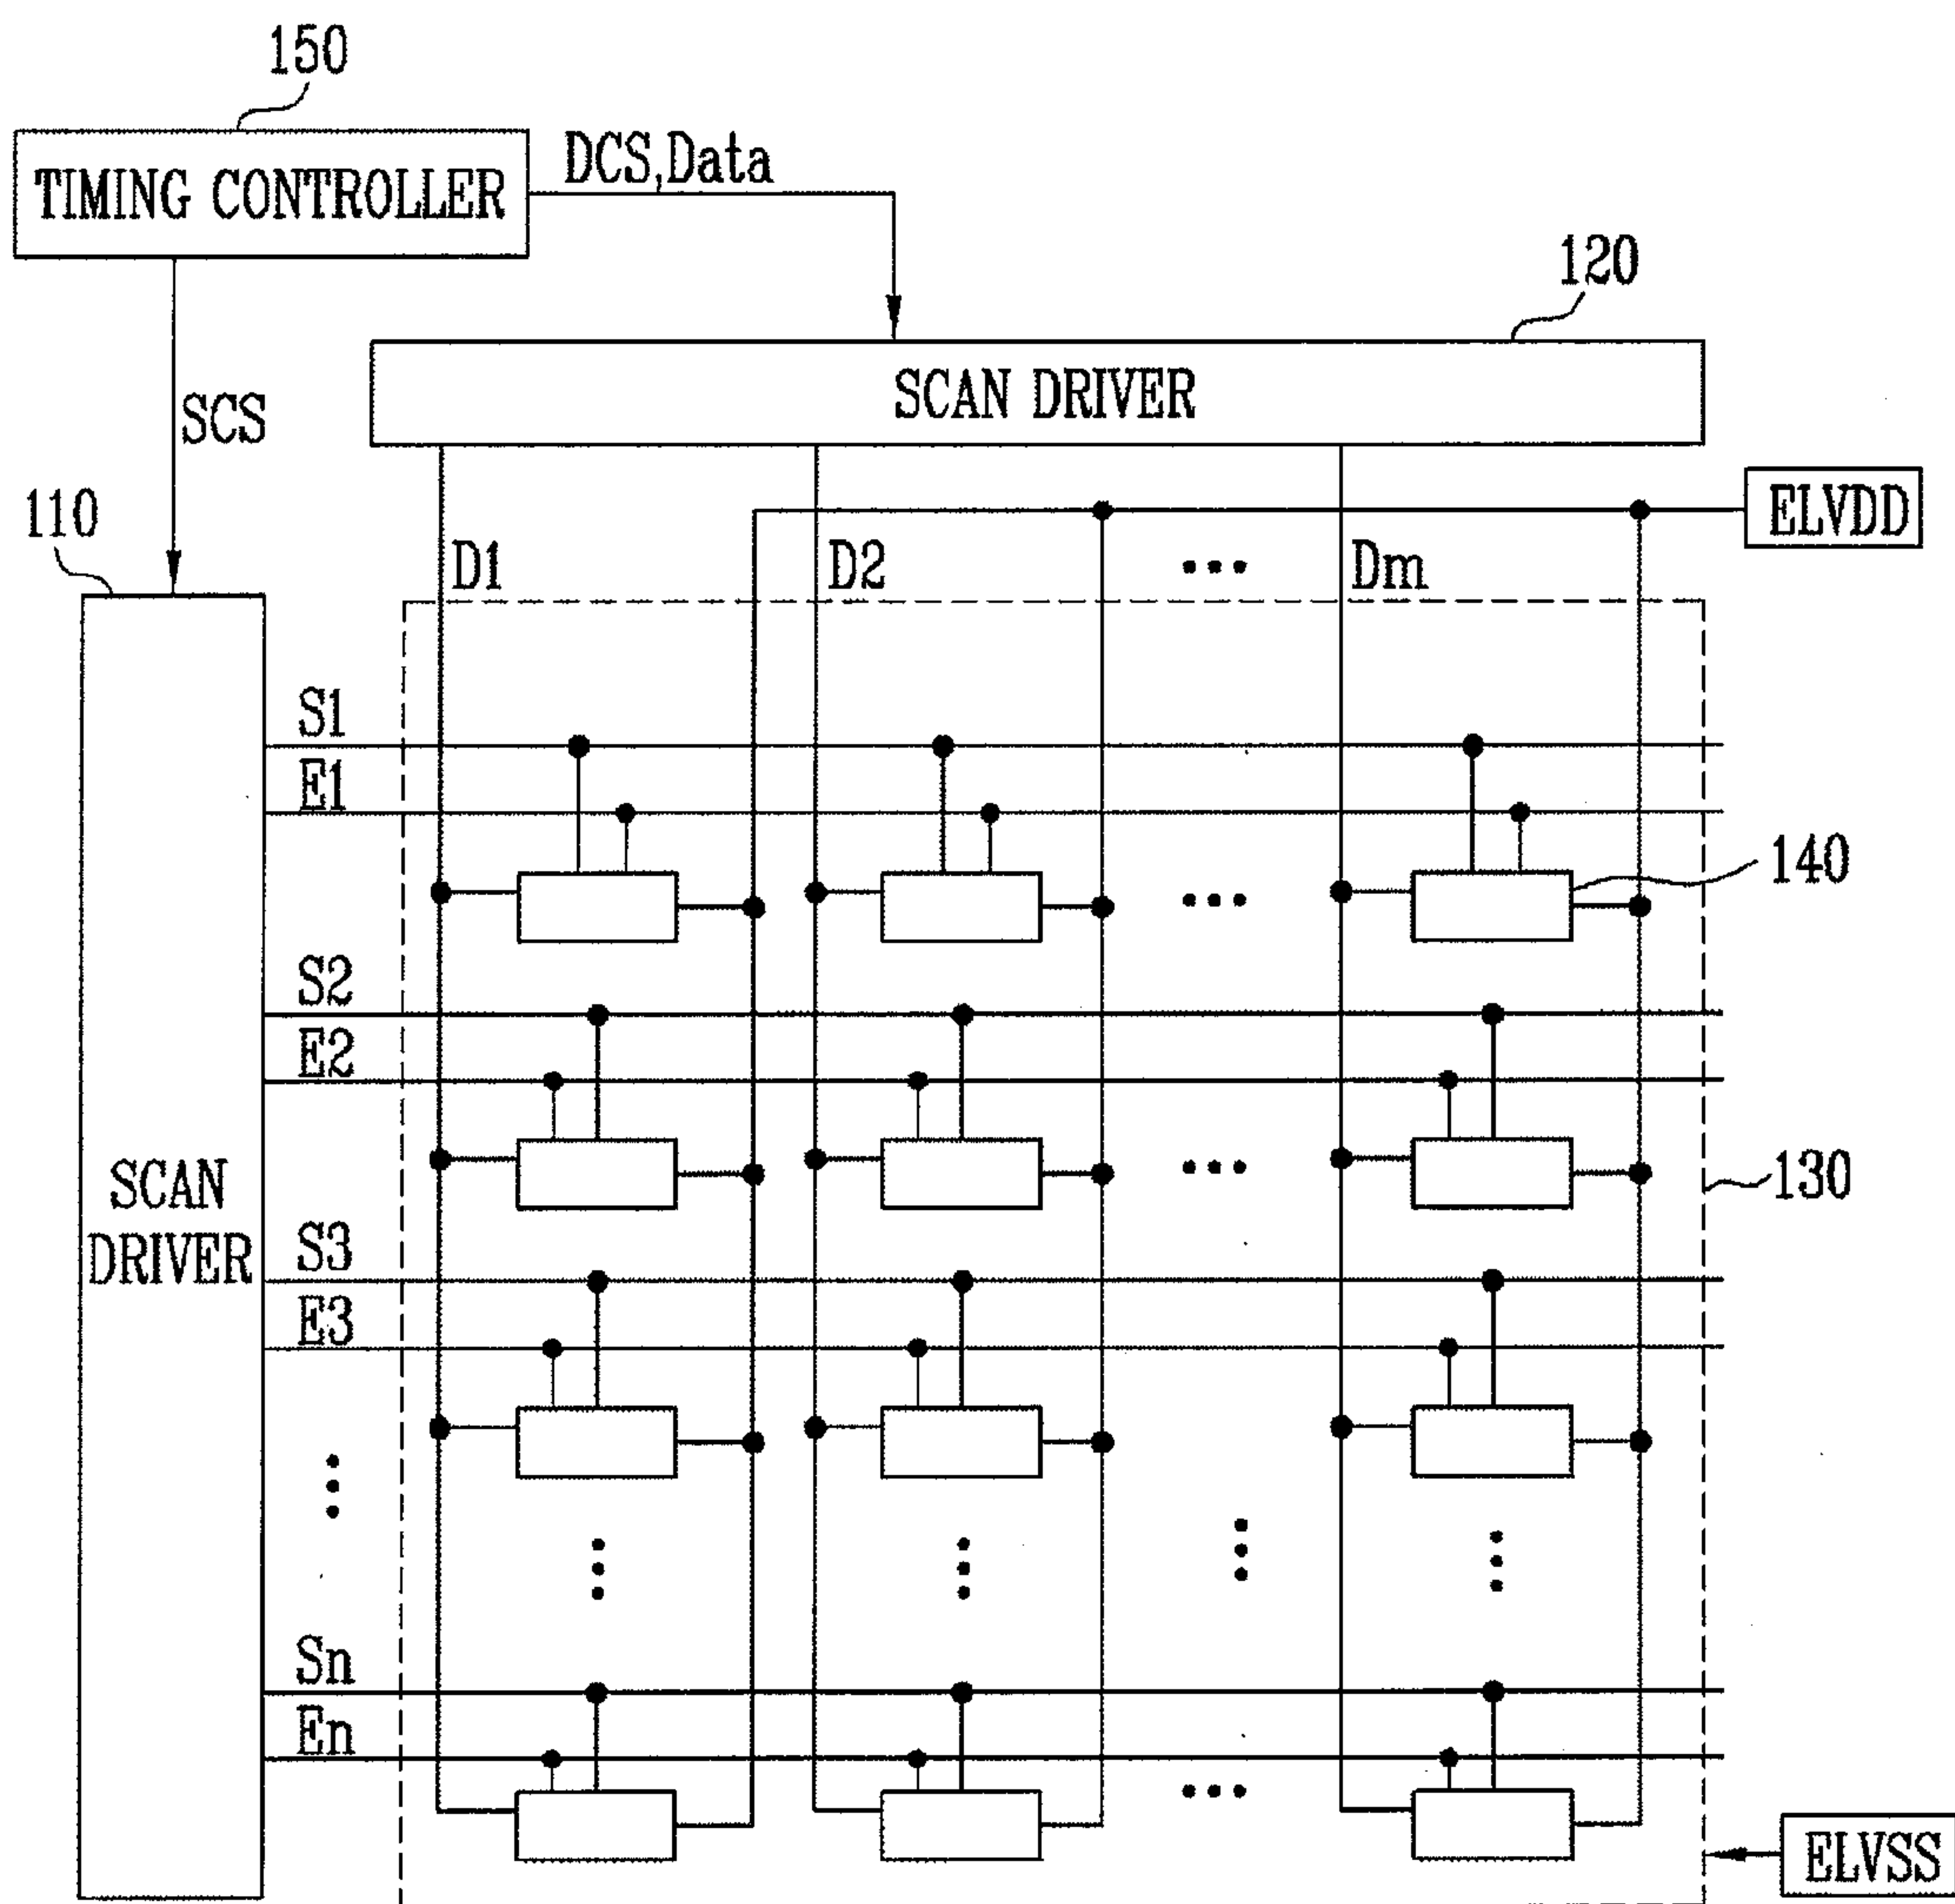 150
TIMING CONTROLLER
DCS,Data
120
SCAN DRIVER
SCS
ELVDD
110
D1
D2
Dm
S1
E1
140
S2
E2
130
SCAN
DRIVER
S3
E3
Sn
En
ELVSS